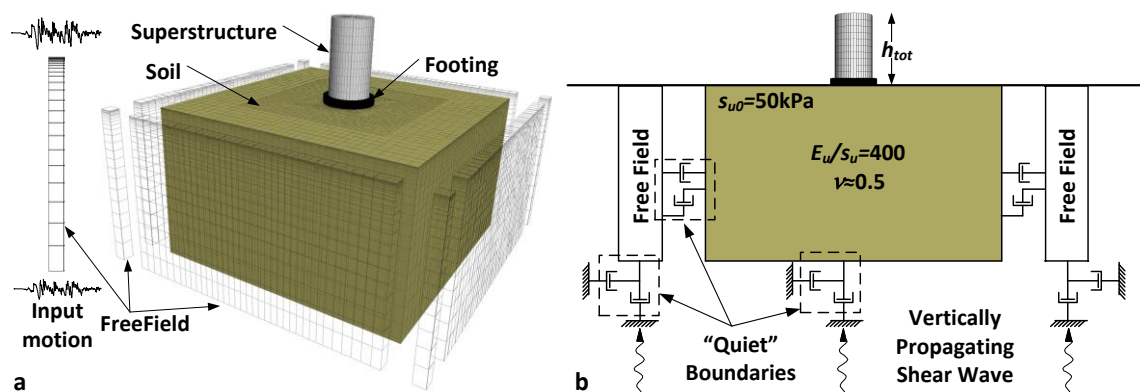 Superstructure
Soil
Footing
Input
motion
FreeField
a
h_tot
s_u0=50kPa
E_u/s_u=400
ν≈0.5
Free Field
Free Field
"Quiet"
Boundaries
Vertically
Propagating
Shear Wave
b